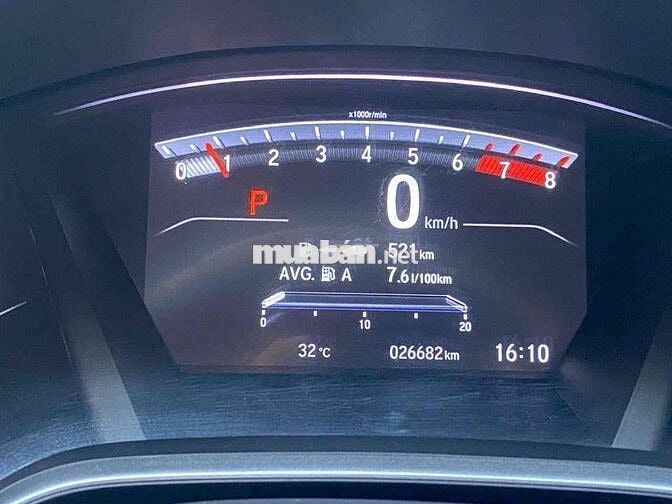 x1000r/min
0 1 2 3 4 5 6 7 8
P
0 km/h
521 km
muaban.net
AVG. A 7.6 l/100km
0 10 20
32 °C 026682 km 16:10